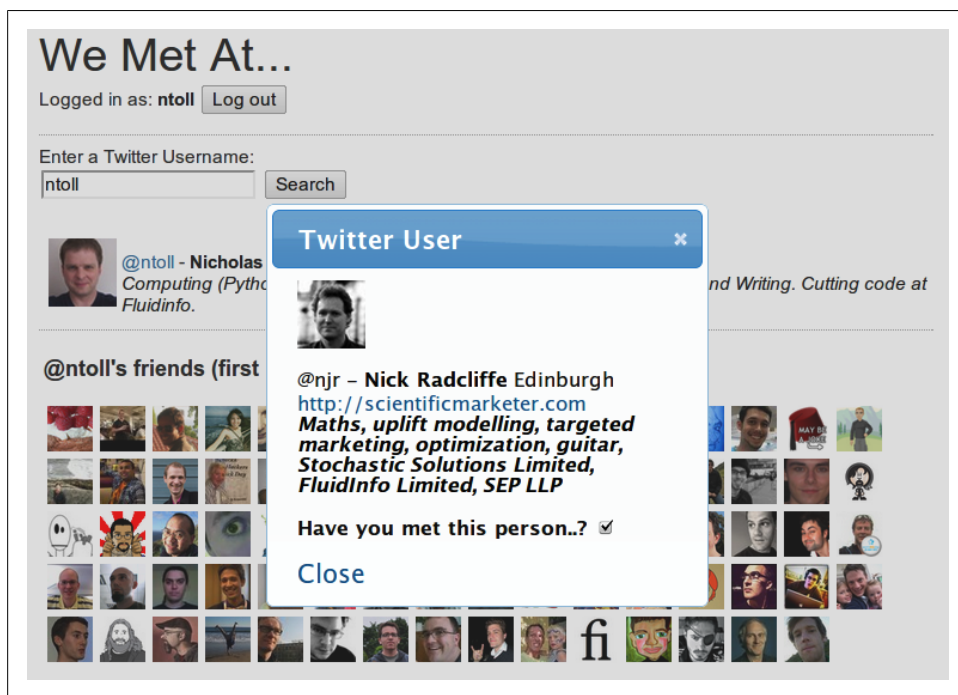 We Met At...
Logged in as: ntoll Log out
Enter a Twitter Username:
ntoll Search
Twitter User
@ntoll - Nicholas
Computing (Pytho nd Writing. Cutting code at
Fluidinfo.
@ntoll's friends (first
@njr – Nick Radcliffe Edinburgh
http://scientificmarketer.com
Maths, uplift modelling, targeted
marketing, optimization, guitar,
Stochastic Solutions Limited,
FluidInfo Limited, SEP LLP
Have you met this person..?
Close
MAY BE
fi